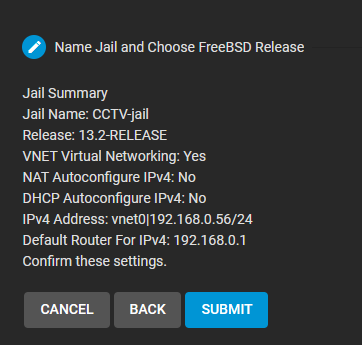 Name Jail and Choose FreeBSD Release
Jail Summary
Jail Name: CCTV-jail
Release: 13.2-RELEASE
VNET Virtual Networking: Yes
NAT Autoconfigure IPv4: No
DHCP Autoconfigure IPv4: No
IPv4 Address: vnet0|192.168.0.56/24
Default Router For IPv4: 192.168.0.1
Confirm these settings.
CANCEL BACK SUBMIT